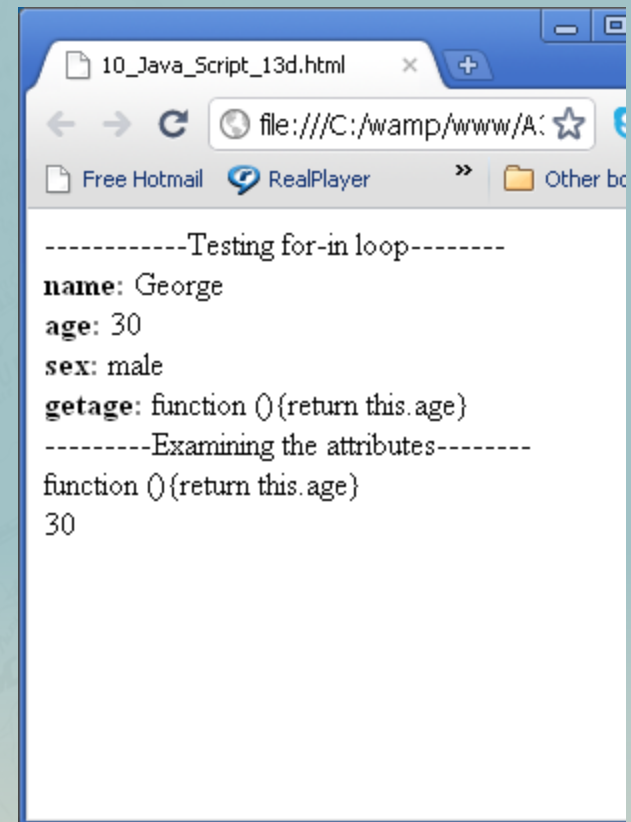 10_Java_Script_13d.html
file:///C:/wamp/www/A
Free Hotmail RealPlayer » Other bo
------------Testing for-in loop--------
name: George
age: 30
sex: male
getage: function (){return this.age}
---------Examining the attributes--------
function (){return this.age}
30